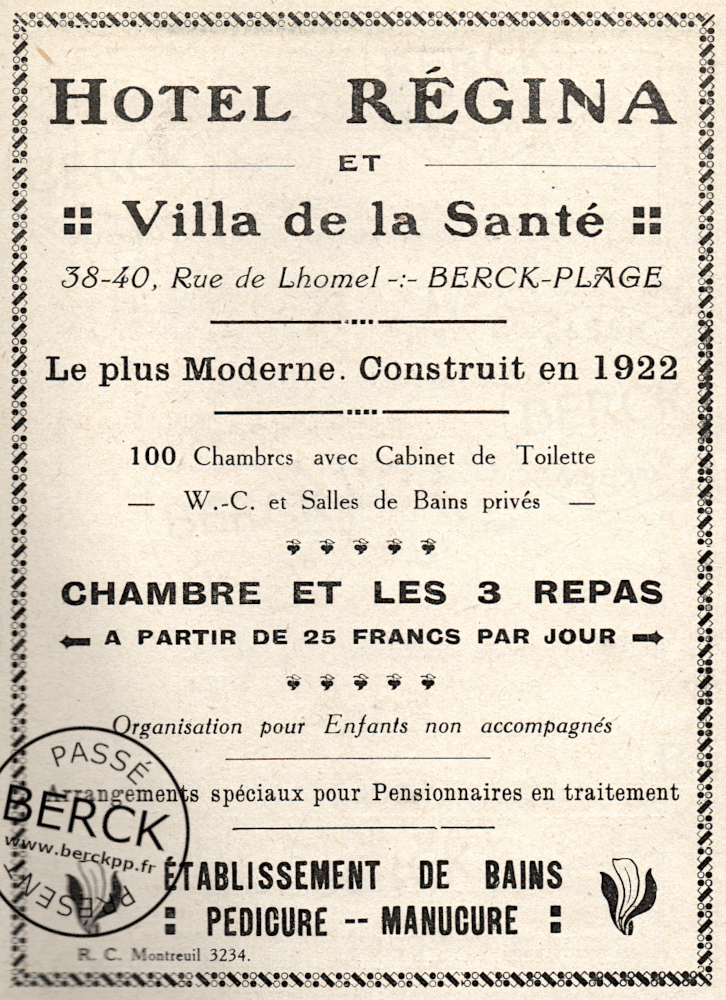 HOTEL RÉGINA
ET
Villa de la Santé
38-40, Rue de Lhomel -:- BERCK-PLAGE
Le plus Moderne. Construit en 1922
100 Chambres avec Cabinet de Toilette
— W.-C. et Salles de Bains privés —
CHAMBRE ET LES 3 REPAS
A PARTIR DE 25 FRANCS PAR JOUR
Organisation pour Enfants non accompagnés
Arrangements spéciaux pour Pensionnaires en traitement
ÉTABLISSEMENT DE BAINS
PEDICURE -- MANUCURE
R. C. Montreuil 3234.
PASSÉ
BERCK
www.berckpp.fr
PRÉSENT